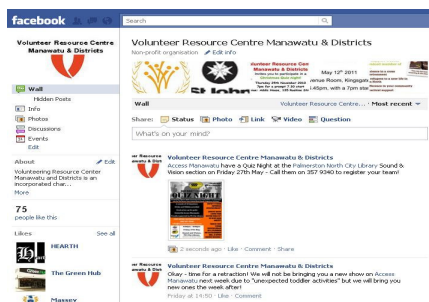 facebook
Search
Volunteer Resource Centre
Manawatu & Districts
Wall
Hidden Posts
Info
Photos
Discussions
Events
Edit
About
Edit
Volunteering Resource Centre
Manawatu and Districts is an
incorporated char...
More
75
people like this
Likes
See all
HEARTH
The Green Hub
Massey
Volunteer Resource Centre Manawatu & Districts
Non-profit organisation
Edit Info
St John
May 12th 2011
Wall
Volunteer Resource Centre... · Most recent
Share:
Status
Photo
Link
Video
Question
What's on your mind?
Volunteer Resource Centre Manawatu & Districts
Access Manawatu have a Quiz Night at the Palmerston North City Library Sound &
Vision section on Friday 27th May - Call them on 357 9340 to register your team!
QUIZ NIGHT
2 seconds ago · Like · Comment · Share
Volunteer Resource Centre Manawatu & Districts
Okay - time for a retraction! We will not be bringing you a new show on Access
Manawatu next week due to "unexpected toddler activities" but we will bring you
new ones the week after!
Friday at 14:50 · Like · Comment